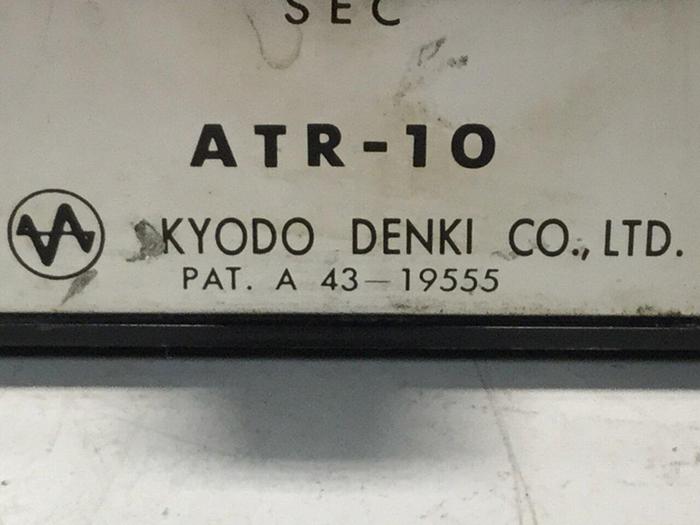 SEC
ATR-10
KYODO DENKI CO., LTD.
PAT. A 43-19555